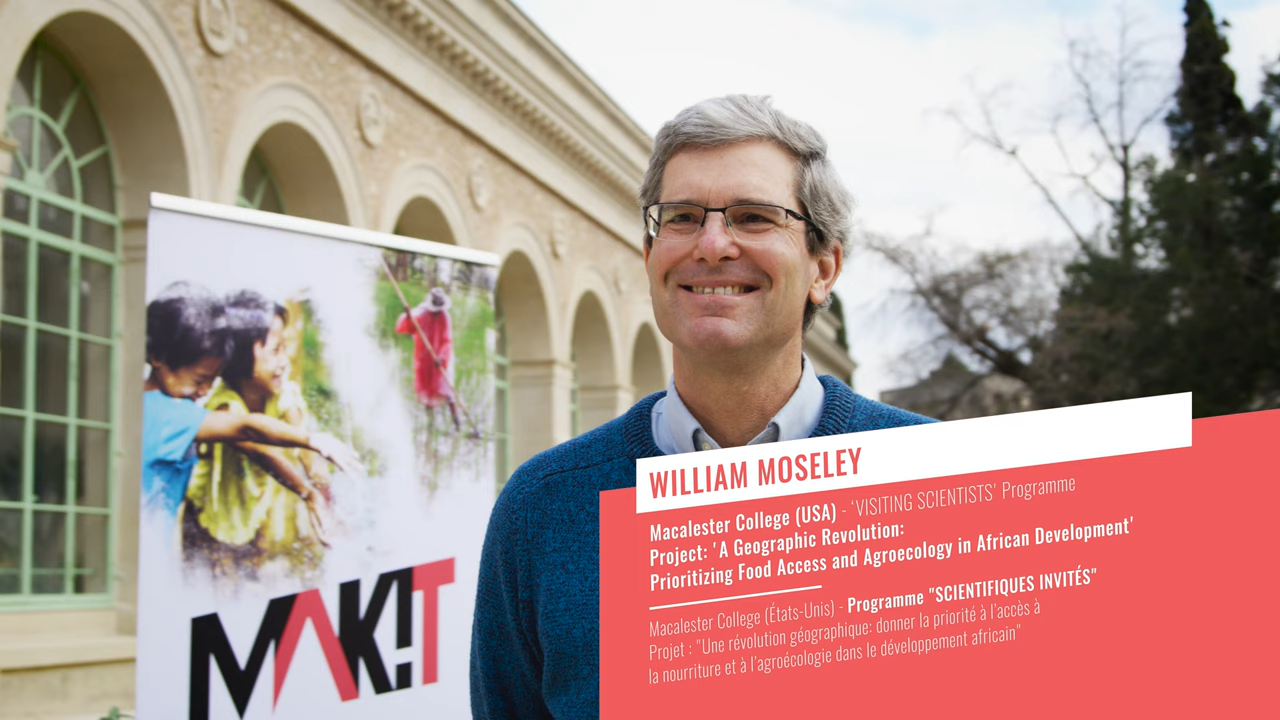 MAK!T
WILLIAM MOSELEY
Macalester College (USA) - 'VISITING SCIENTISTS' Programme
Project: 'A Geographic Revolution:
Prioritizing Food Access and Agroecology in African Development'
Macalester College (États-Unis) - Programme "SCIENTIFIQUES INVITÉS"
Projet : "Une révolution géographique: donner la priorité à l'accès à
la nourriture et à l'agroécologie dans le développement africain"